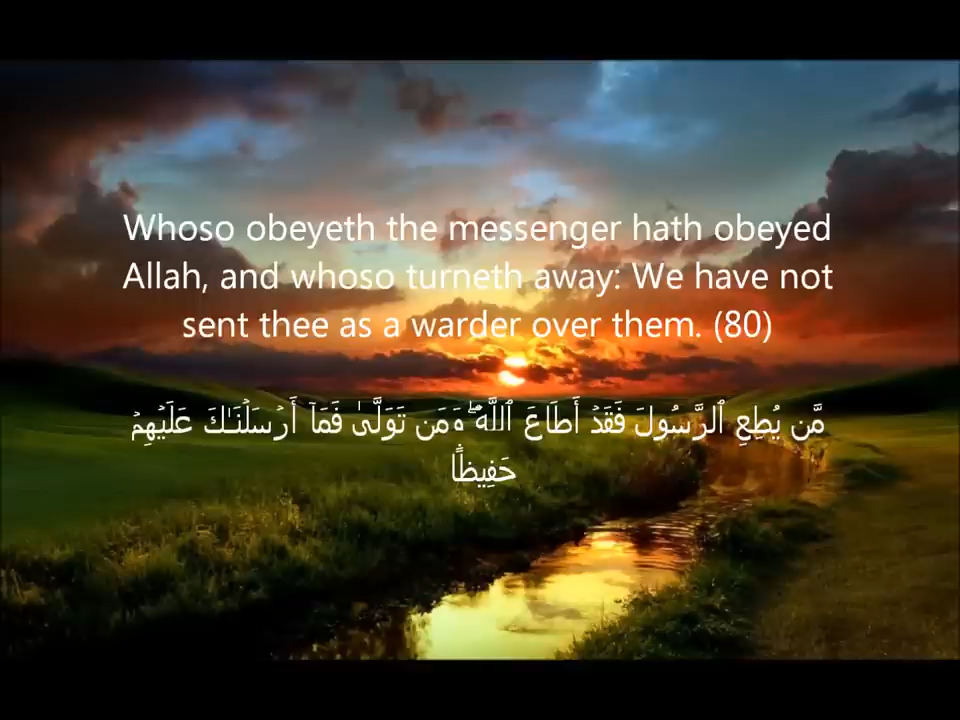 Whoso obeyeth the messenger hath obeyed
Allah, and whoso turneth away: We have not
sent thee as a warder over them. (80)
مَّن يُطِعِ ٱلرَّسُولَ فَقَدۡ أَطَاعَ ٱللَّهَۖ وَمَن تَوَلَّىٰ فَمَآ أَرۡسَلۡنَـٰكَ عَلَيۡهِمۡ
حَفِيظً۬ا